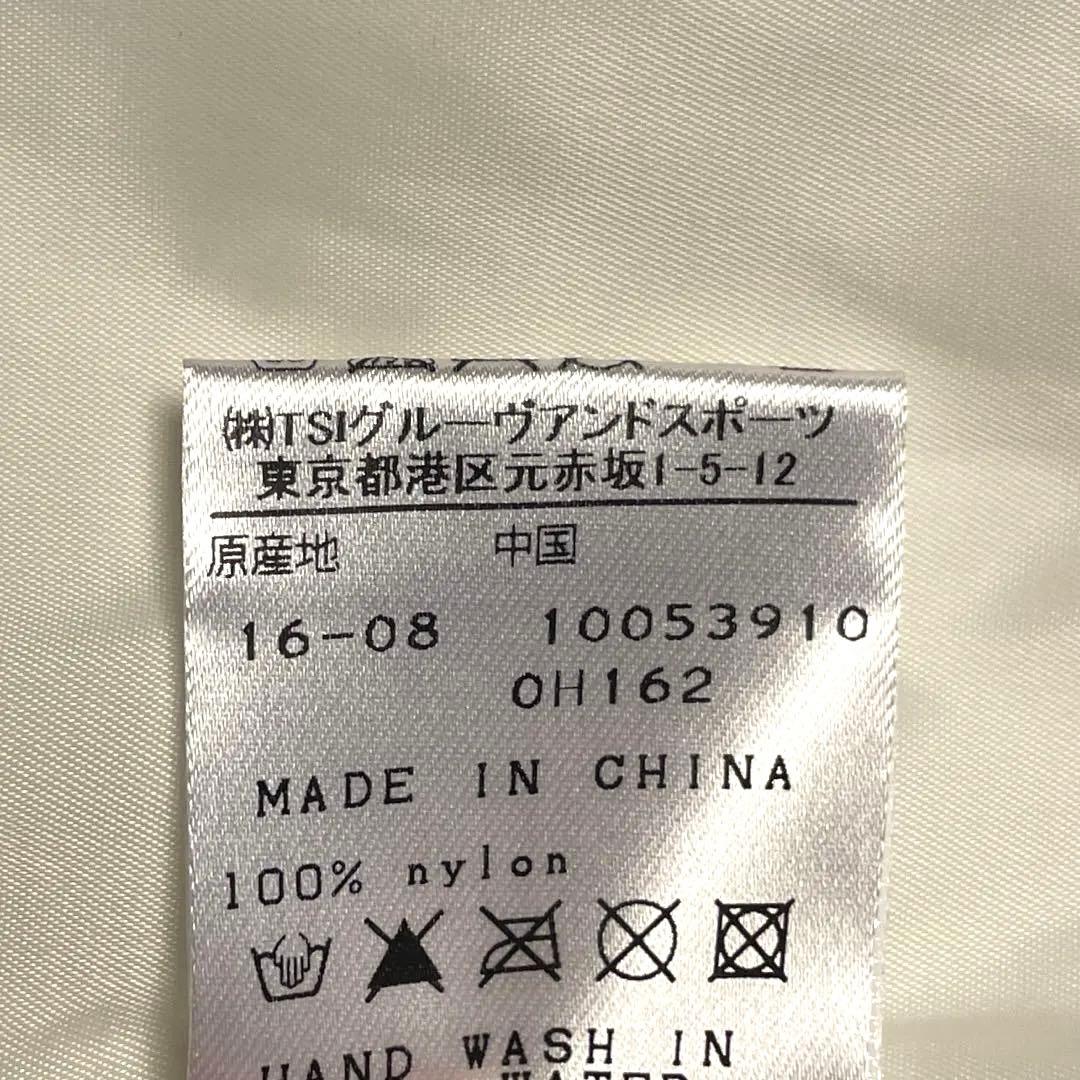 (株)TSIグルーヴアンドスポーツ
東京都港区元赤坂1-5-12
原産地 中国
16-08 10053910
0H162
MADE IN CHINA
100% nylon
HAND WASH IN
WATER